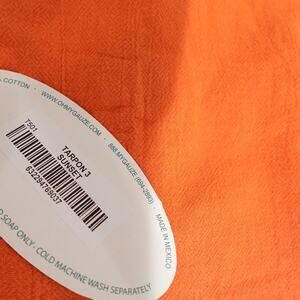 COTTON · WWW.OHMYGAUZE.COM · 888.MYGAUZE (694-2893) · MADE IN MEXICO
T501
TARPON 3
SUNSET
632294769037
SOAP ONLY · COLD MACHINE WASH SEPARATELY